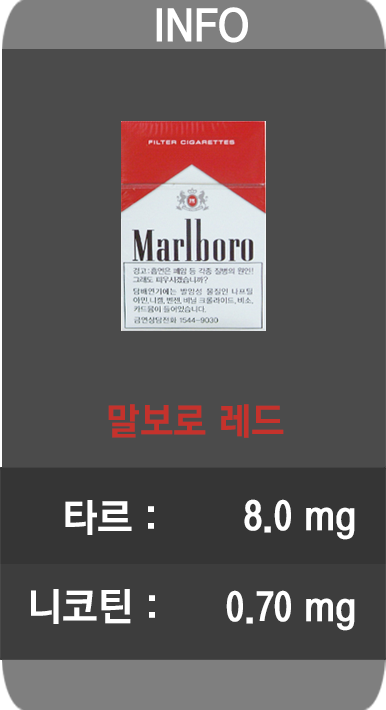 INFO
FILTER CIGARETTES
Marlboro
경고:흡연은 폐암 등 각종 질병의 원인!
그래도 피우시겠습니까?
담배연기에는 발암성 물질인 나프틸
아민, 니켈, 벤젠, 비닐 크롤라이드, 비소,
카드뮴이 들어있습니다.
금연상담전화 1544-9030
말보로 레드
타르 : 8.0 mg
니코틴 : 0.70 mg